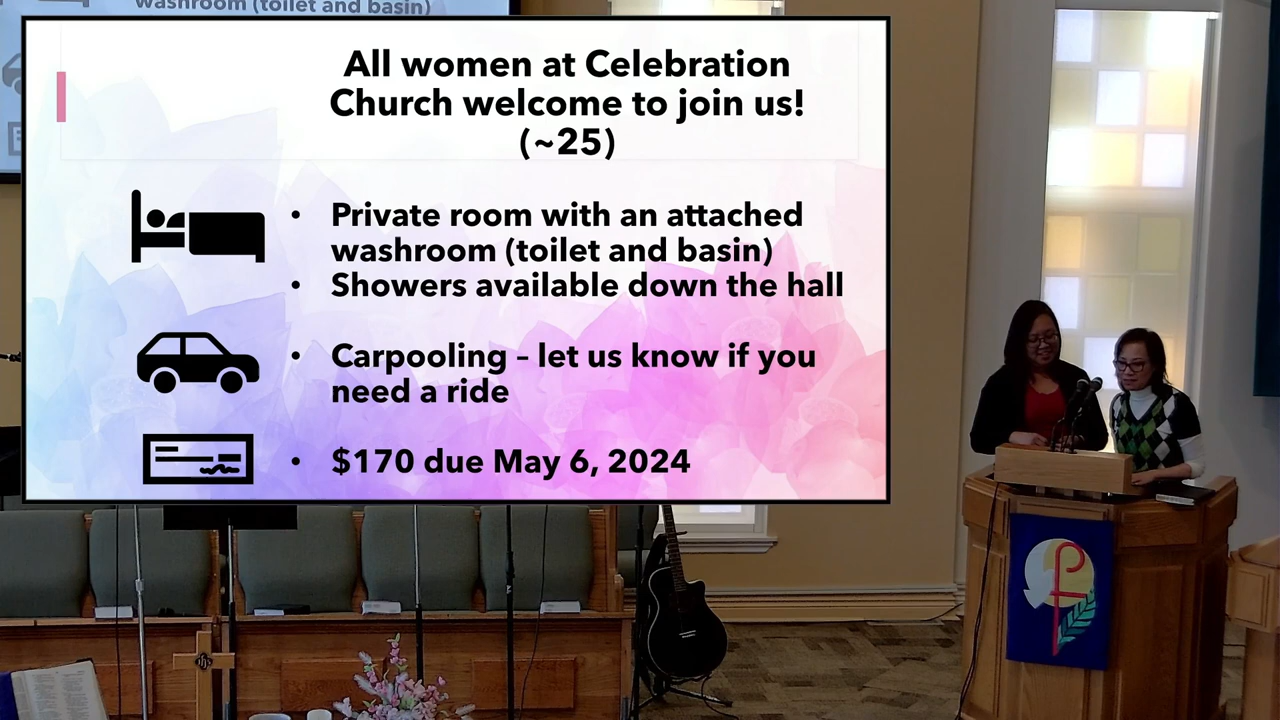 washroom (toilet and basin)
All women at Celebration
Church welcome to join us!
(~25)
• Private room with an attached
washroom (toilet and basin)
• Showers available down the hall
• Carpooling – let us know if you
need a ride
• $170 due May 6, 2024